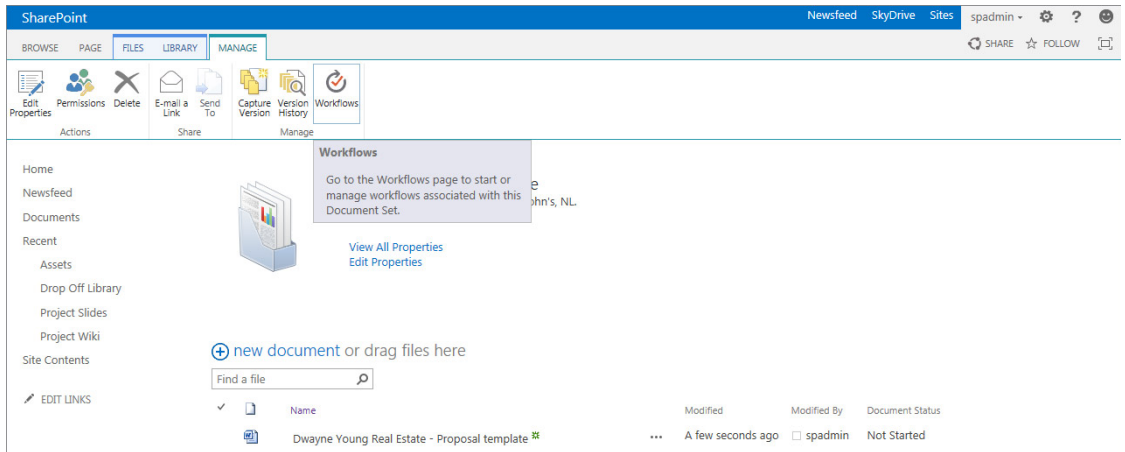 SharePoint Newsfeed SkyDrive Sites spadmin ?
BROWSE PAGE FILES LIBRARY MANAGE SHARE FOLLOW
Edit Properties
Permissions
Delete
E-mail a Link
Send To
Capture Version
Version History
Workflows
Actions Share Manage
Workflows
Go to the Workflows page to start or
manage workflows associated with this
Document Set.
e
ohn's, NL.
View All Properties
Edit Properties
Home
Newsfeed
Documents
Recent
Assets
Drop Off Library
Project Slides
Project Wiki
Site Contents
EDIT LINKS
new document or drag files here
Find a file
Name Modified Modified By Document Status
Dwayne Young Real Estate - Proposal template ... A few seconds ago spadmin Not Started